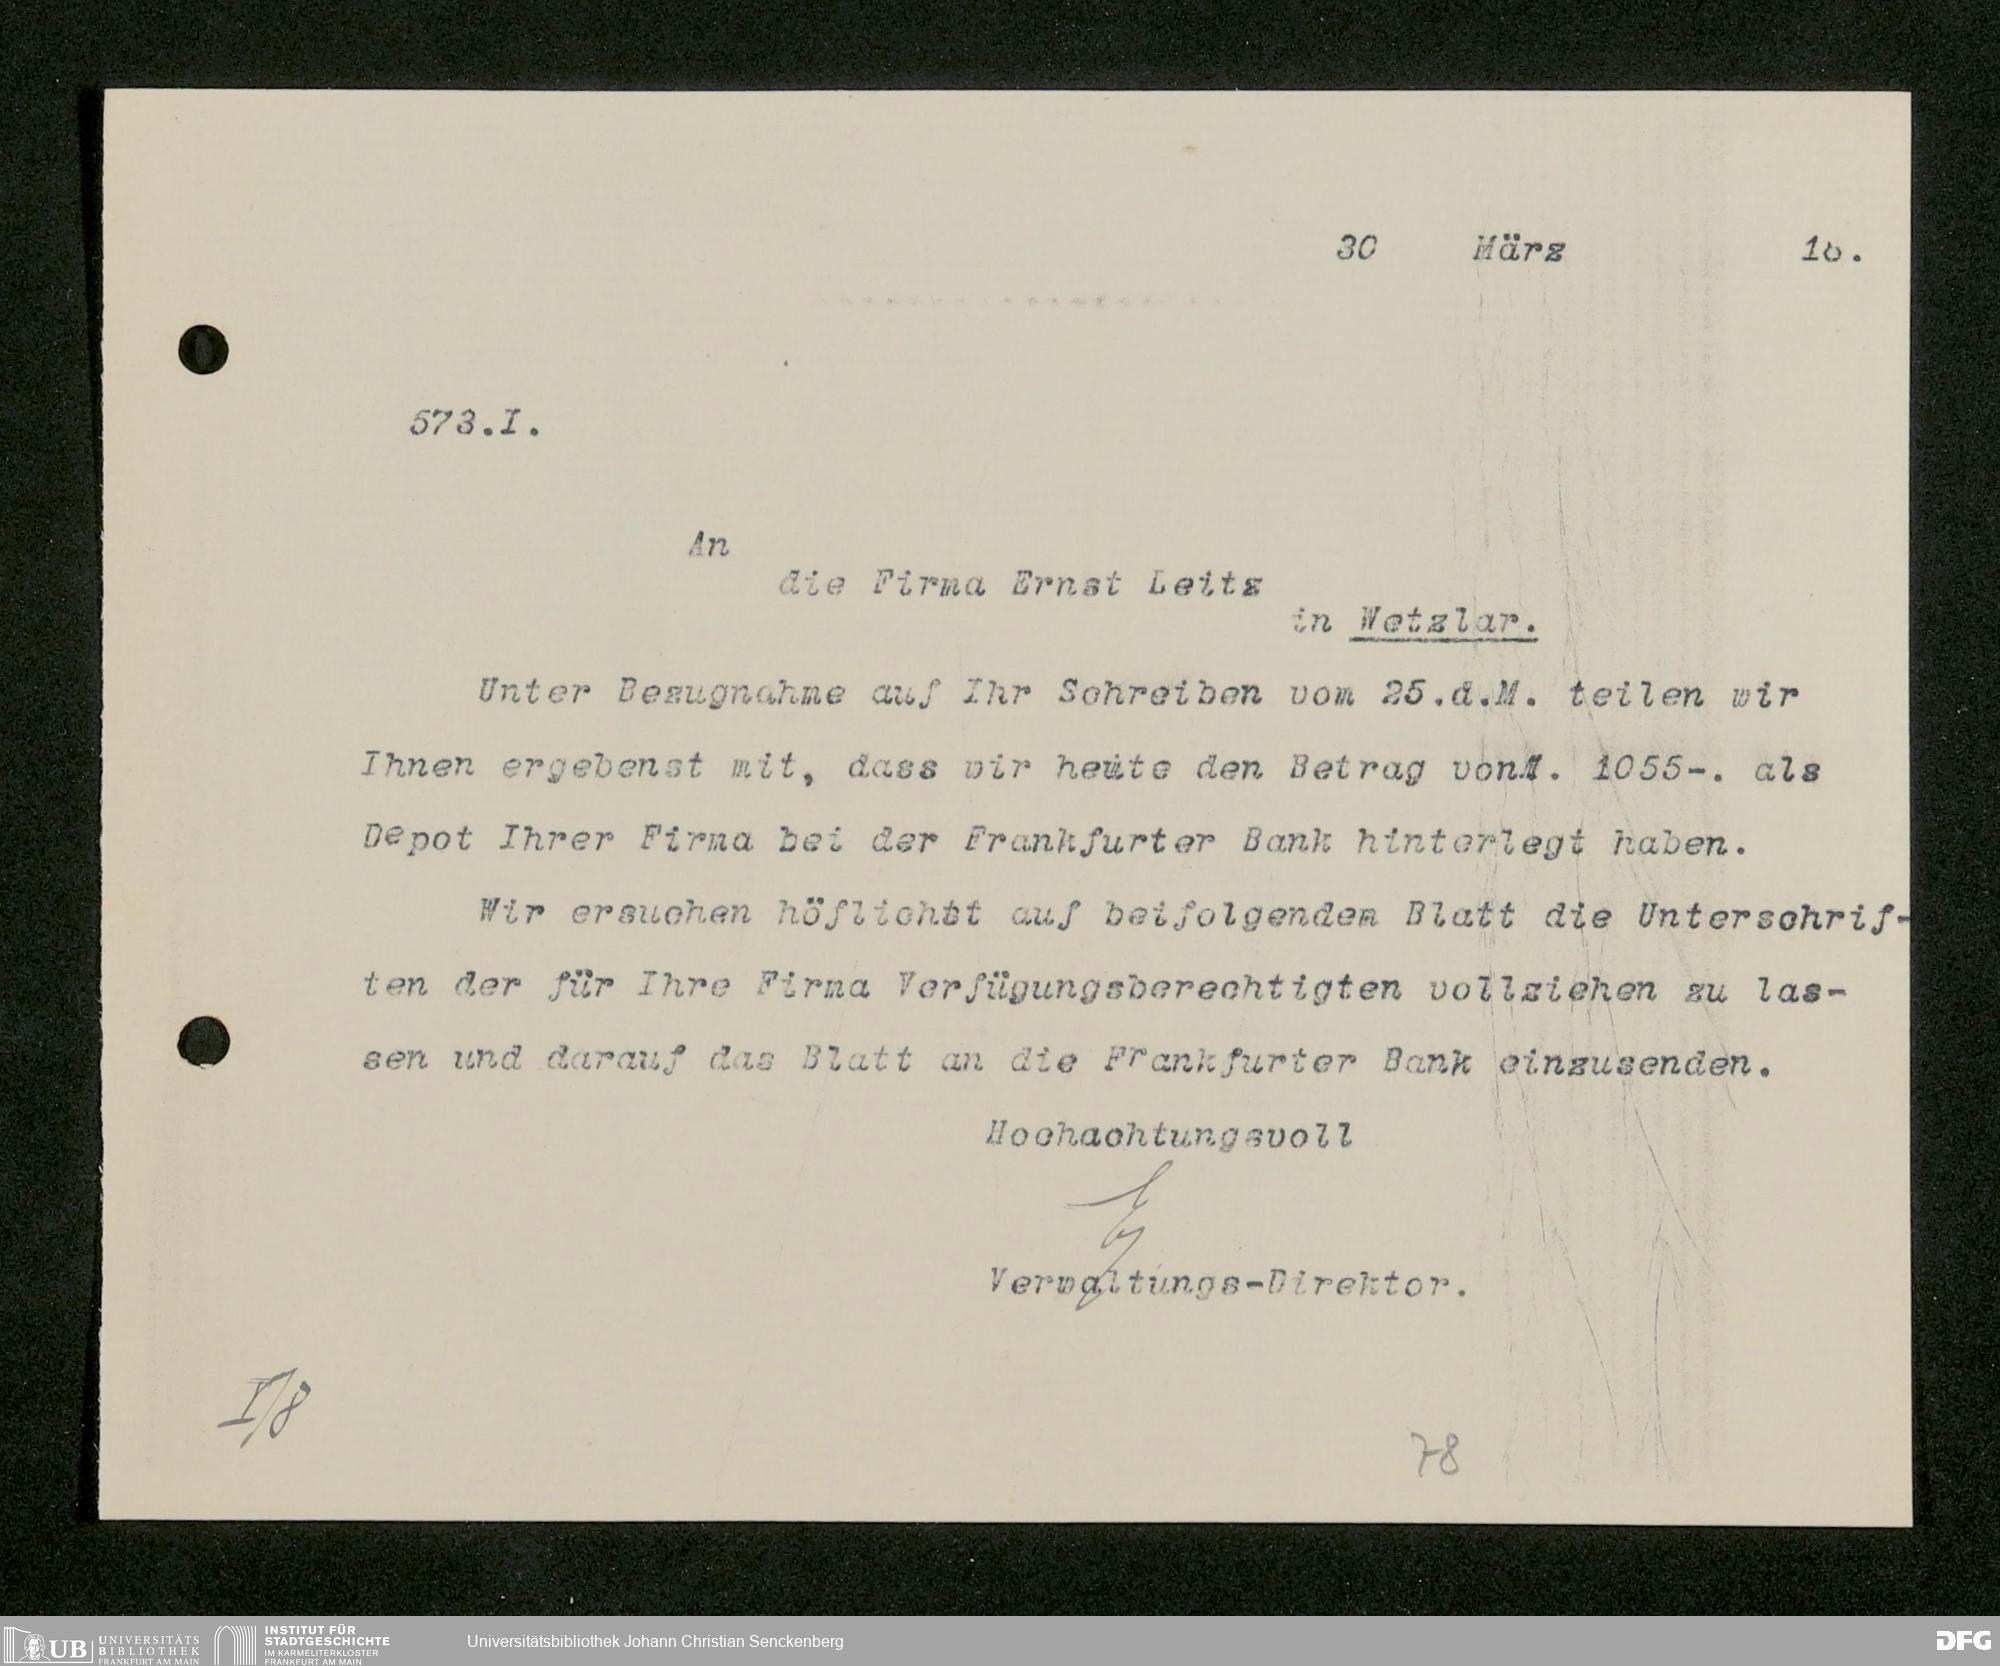 30 März 18.
573.I.
An
die Firma Ernst Leitz
in Wetzlar.
Unter Bezugnahme auf Ihr Schreiben vom 25.d.M. teilen wir
Ihnen ergebenst mit, dass wir heute den Betrag vonM. 1055-. als
Depot Ihrer Firma bei der Frankfurter Bank hinterlegt haben.
Wir ersuchen höflichst auf beifolgendem Blatt die Unterschrif-
ten der für Ihre Firma Verfügungsberechtigten vollziehen zu las-
sen und darauf das Blatt an die Frankfurter Bank einzusenden.
Hochachtungsvoll
Verwaltungs-Direktor.
I/8
78
UB UNIVERSITÄTS
BIBLIOTHEK
FRANKFURT AM MAIN
INSTITUT FÜR
STADTGESCHICHTE
IM KARMELITERKLOSTER
FRANKFURT AM MAIN
Universitätsbibliothek Johann Christian Senckenberg
DFG